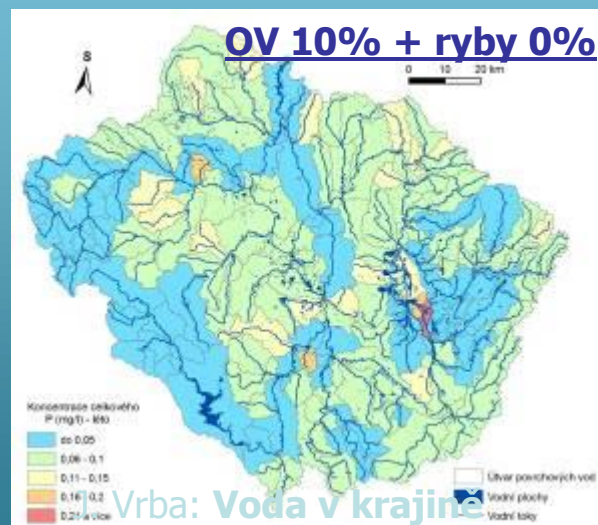 OV 10% + ryby 0%
S
0 10 20 km
Koncentrace celkového
P (mg/l) - léto
do 0,05
0,06 - 0,1
0,11 - 0,15
0,16 - 0,2
0,21 a více
Útvar povrchových vod
Vodní plochy
Vodní toky
Vrba: Voda v krajině